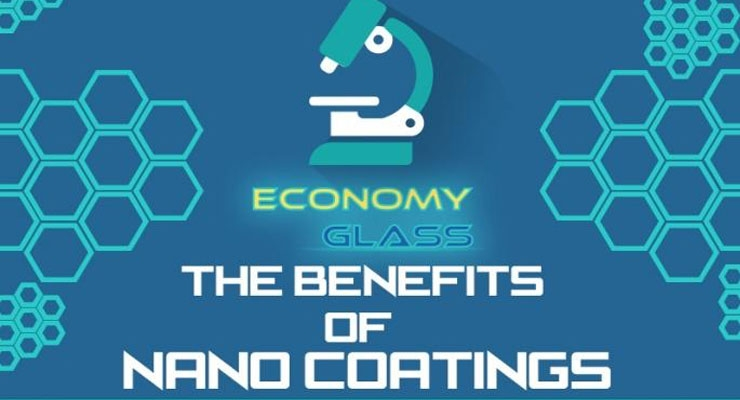 ECONOMY
GLASS
THE BENEFITS
OF
NANO COATINGS